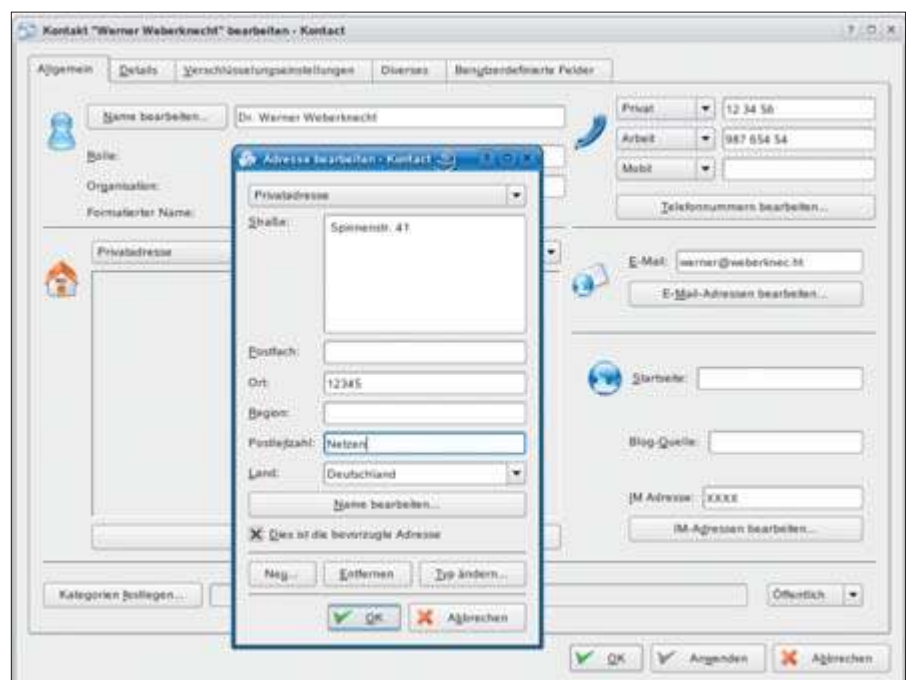 Kontakt "Werner Weberknecht" bearbeiten - Kontact
Allgemein Details Verschlüsselungseinstellungen Diverses Benutzerdefinierte Felder
Name bearbeiten... Dr. Werner Weberknecht
Rolle:
Organisation:
Formatierter Name:
Privat 12 34 56
Arbeit 987 654 54
Mobil
Telefonnummern bearbeiten...
Privatadresse
E-Mail: werner@weberknec.ht
E-Mail-Adressen bearbeiten...
Startseite:
Blog-Quelle:
IM Adresse: XXXX
IM-Adressen bearbeiten...
Adresse bearbeiten - Kontact
Privatadresse
Straße: Spinnenstr. 41
Postfach:
Ort: 12345
Region:
Postleitzahl: Netzen
Land: Deutschland
Name bearbeiten...
Dies ist die bevorzugte Adresse
Neu... Entfernen Typ ändern...
OK Abbrechen
Kategorien festlegen... Öffentlich
OK Anwenden Abbrechen